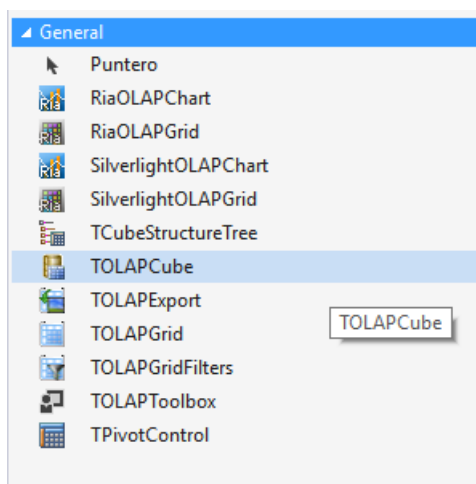 General
Puntero
RiaOLAPChart
RiaOLAPGrid
SilverlightOLAPChart
SilverlightOLAPGrid
TCubeStructureTree
TOLAPCube
TOLAPExport
TOLAPCube
TOLAPGrid
TOLAPGridFilters
TOLAPToolbox
TPivotControl